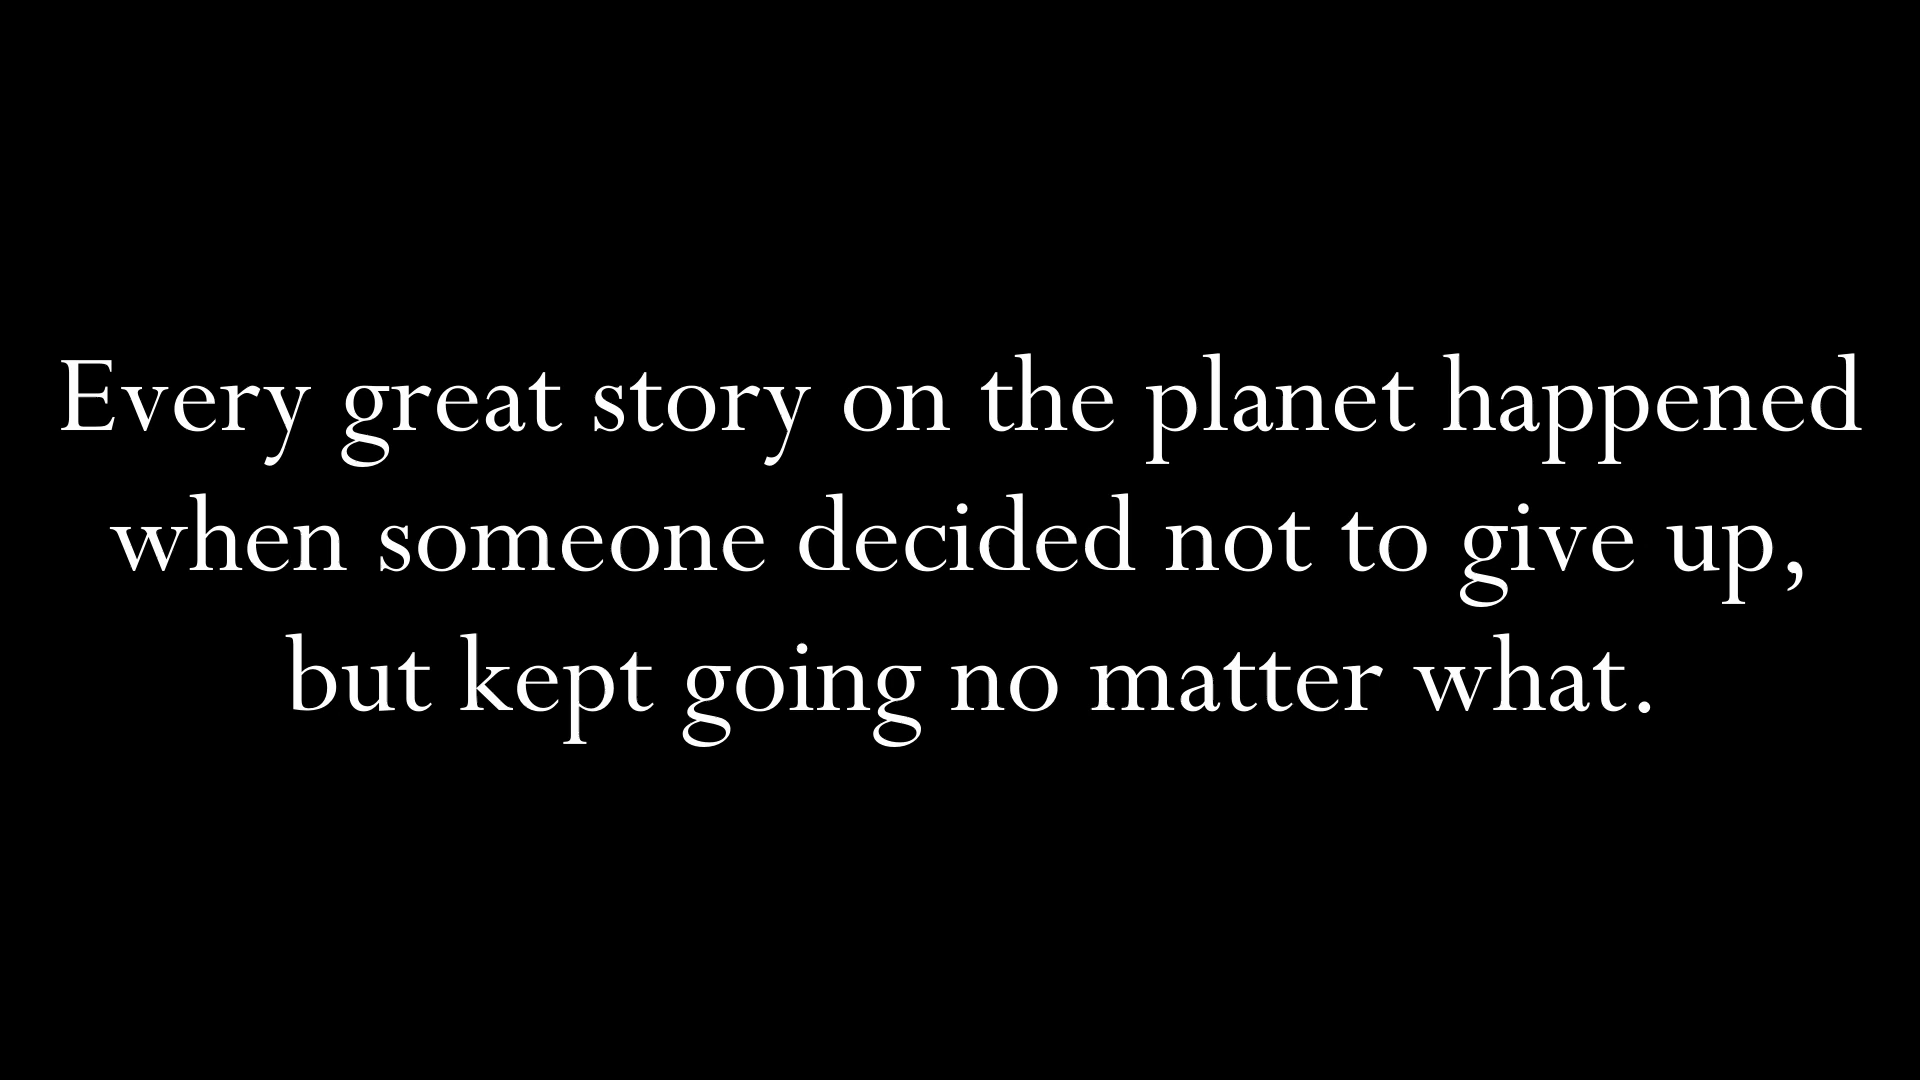 Every great story on the planet happened
when someone decided not to give up,
but kept going no matter what.